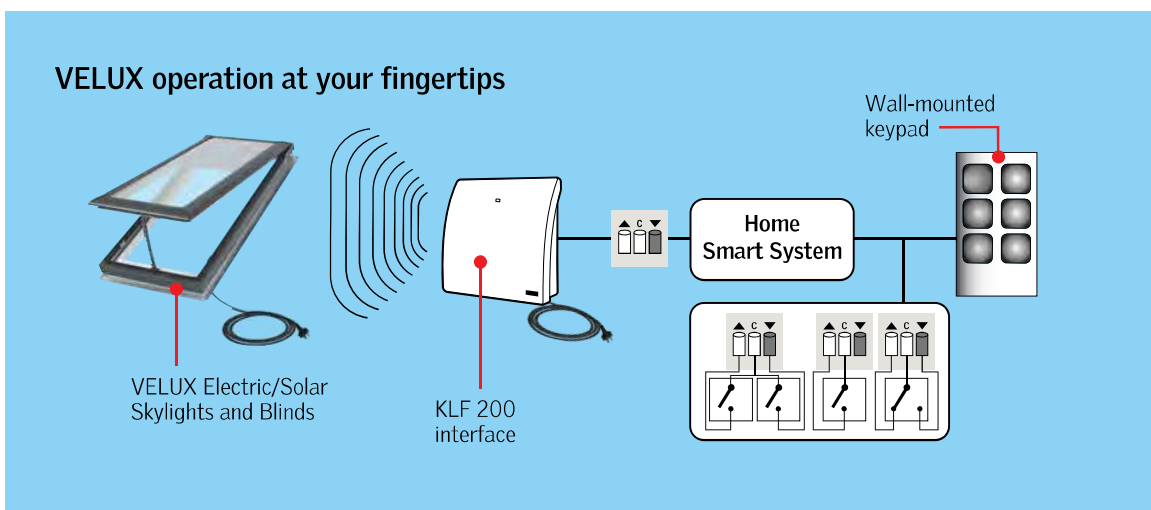 VELUX operation at your fingertips
Wall-mounted
keypad
▲ C ▼
Home
Smart System
▲ C ▼
▲ C ▼
▲ C ▼
VELUX Electric/Solar
Skylights and Blinds
KLF 200
interface